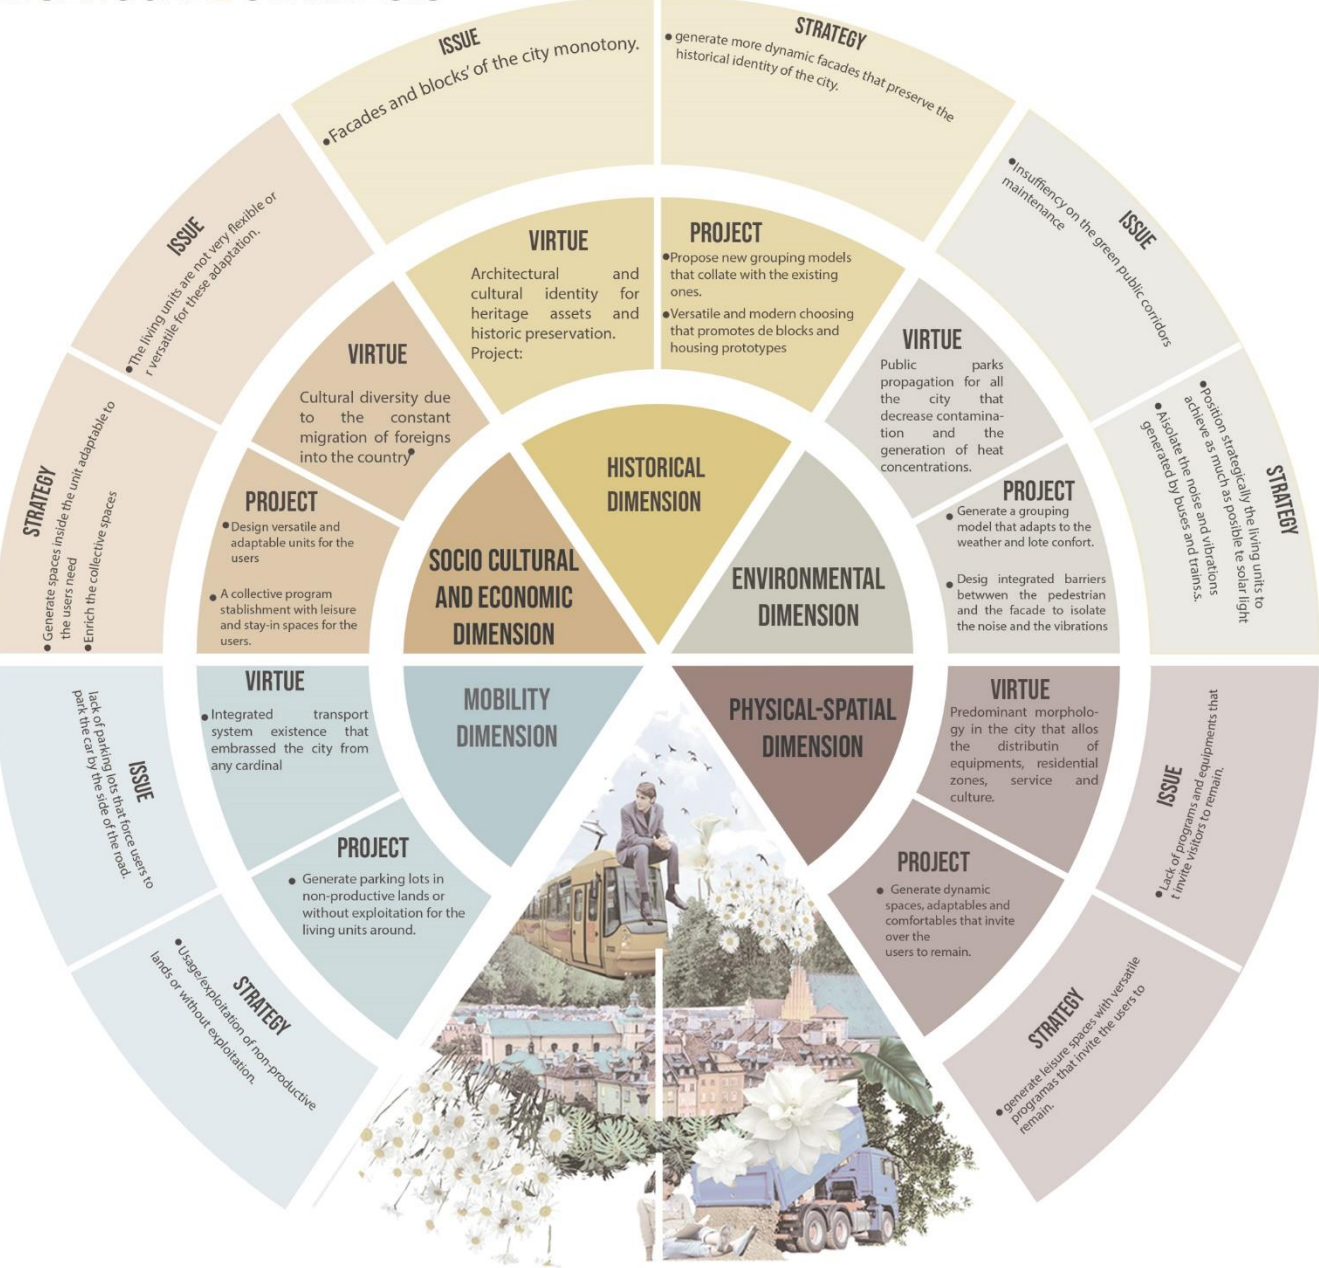 ISSUE
•Facades and blocks' of the city monotony.
STRATEGY
• generate more dynamic facades that preserve the
historical identity of the city.
VIRTUE
Architectural and
cultural identity for
heritage assets and
historic preservation.
Project:
PROJECT
•Propose new grouping models
that collate with the existing
ones.
•Versatile and modern choosing
that promotes de blocks and
housing prototypes
HISTORICAL
DIMENSION
ISSUE
•Insuffiency on the green public corridors
maintenance
STRATEGY
•Position strategically the living units to
achieve as much as posible te solar light
• Aisolate the noise and vibrations
generated by buses and trains.s.
VIRTUE
Public parks
propagation for all
the city that
decrease contamina-
tion and the
generation of heat
concentrations.
PROJECT
• Generate a grouping
model that adapts to the
weather and lote confort.
• Desig integrated barriers
betwwen the pedestrian
and the facade to isolate
the noise and the vibrations
ENVIRONMENTAL
DIMENSION
PHYSICAL-SPATIAL
DIMENSION
VIRTUE
Predominant morpholo-
gy in the city that allos
the distributin of
equipments, residential
zones, service and
culture.
PROJECT
• Generate dynamic
spaces, adaptables and
comfortables that invite
over the
users to remain.
ISSUE
• Lack of programs and equipments that
t invite visitors to remain.
STRATEGY
• generate leisure spaces with versatile
programas that invite the users to
remain.
MOBILITY
DIMENSION
VIRTUE
• Integrated transport
system existence that
embrassed the city from
any cardinal
PROJECT
• Generate parking lots in
non-productive lands or
without exploitation for the
living units around.
ISSUE
lack of parking lots that force users to
park the car by the side of the road.
STRATEGY
•Usage/exploitation of non-productive
lands or without exploitation.
SOCIO CULTURAL
AND ECONOMIC
DIMENSION
VIRTUE
Cultural diversity due
to the constant
migration of foreigns
into the country•
PROJECT
•Design versatile and
adaptable units for the
users
• A collective program
stablishment with leisure
and stay-in spaces for the
users.
ISSUE
•The living units are not very flexible or
r versatile for these adaptation.
STRATEGY
• Generate spaces inside the unit adaptable to
the users need
•Enrich the collective spaces